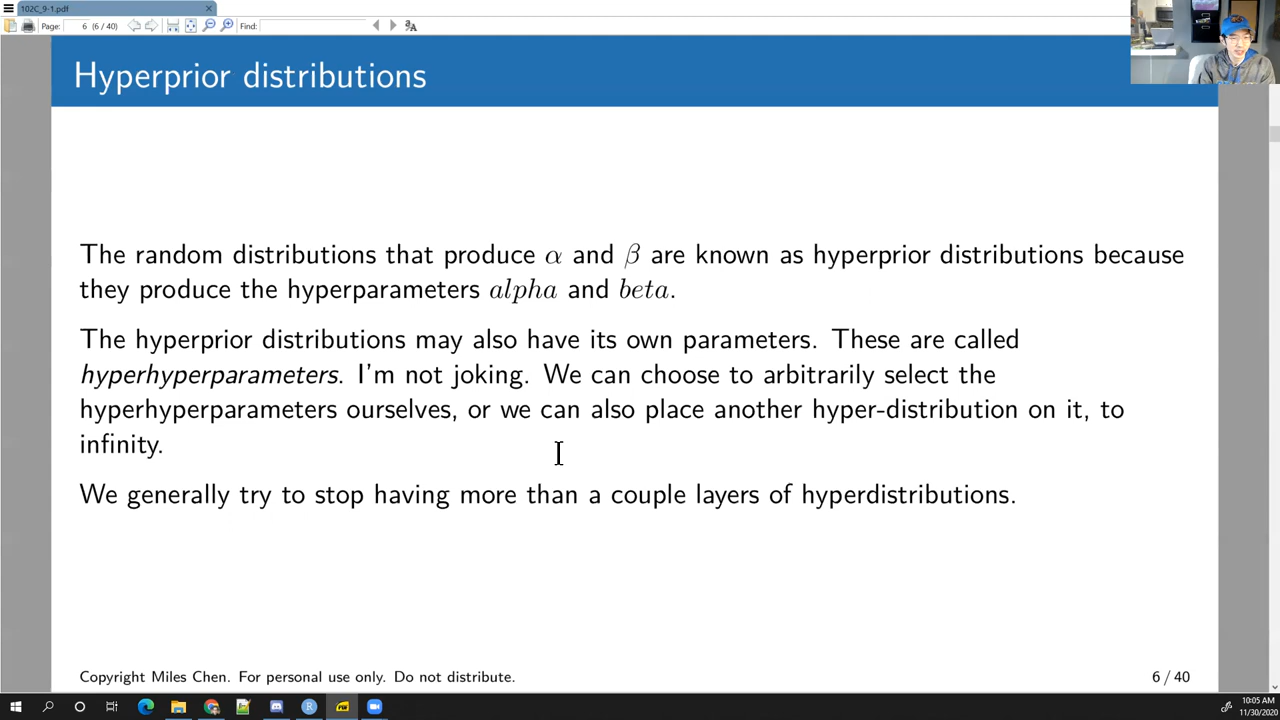 102C_9-1.pdf
Page: 6 (6 / 40) Find:
Hyperprior distributions
The random distributions that produce α and β are known as hyperprior distributions because
they produce the hyperparameters alpha and beta.
The hyperprior distributions may also have its own parameters. These are called
hyperhyperparameters. I'm not joking. We can choose to arbitrarily select the
hyperhyperparameters ourselves, or we can also place another hyper-distribution on it, to
infinity.
We generally try to stop having more than a couple layers of hyperdistributions.
Copyright Miles Chen. For personal use only. Do not distribute. 6 / 40
10:05 AM
11/30/2020